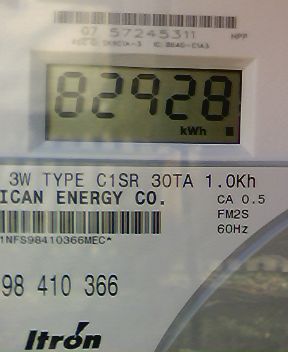 07 57245311
NPP
82928
kWh
3W TYPE C1SR 30TA 1.0Kh
ICAN ENERGY CO.
CA 0.5
FM2S
60Hz
1NFS98410366MEC*
98 410 366
Itron